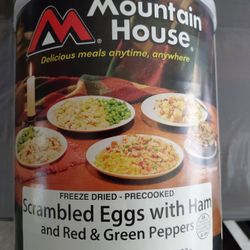 Mountain
House®
Delicious meals anytime, anywhere
FREEZE DRIED - PRECOOKED
Scrambled Eggs with Ham
and Red & Green Peppers